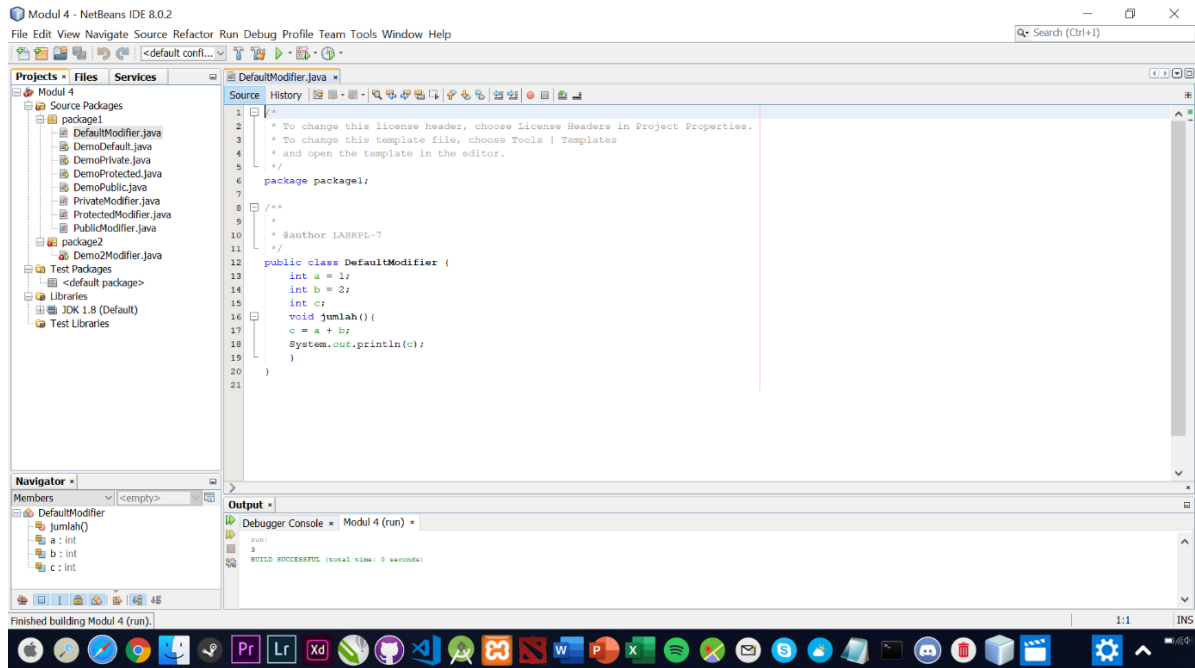 Modul 4 - NetBeans IDE 8.0.2
File Edit View Navigate Source Refactor Run Debug Profile Team Tools Window Help
Search (Ctrl+I)
<default confi...
Projects Files Services
Modul 4
Source Packages
package1
DefaultModifier.java
DemoDefault.java
DemoPrivate.java
DemoProtected.java
DemoPublic.java
PrivateModifier.java
ProtectedModifier.java
PublicModifier.java
package2
Demo2Modifier.java
Test Packages
<default package>
Libraries
JDK 1.8 (Default)
Test Libraries
DefaultModifier.java
Source History
1 /*
2 * To change this license header, choose License Headers in Project Properties.
3 * To change this template file, choose Tools | Templates
4 * and open the template in the editor.
5 */
6 package package1;
7
8 /**
9 *
10 * @author LABRPL-7
11 */
12 public class DefaultModifier {
13 int a = 1;
14 int b = 2;
15 int c;
16 void jumlah(){
17 c = a + b;
18 System.out.println(c);
19 }
20 }
21
Navigator
Members <empty>
DefaultModifier
jumlah()
a : int
b : int
c : int
Output
Debugger Console Modul 4 (run)
run:
3
BUILD SUCCESSFUL (total time: 0 seconds)
Finished building Modul 4 (run).
1:1 INS
Pr Lr Xd W P X S